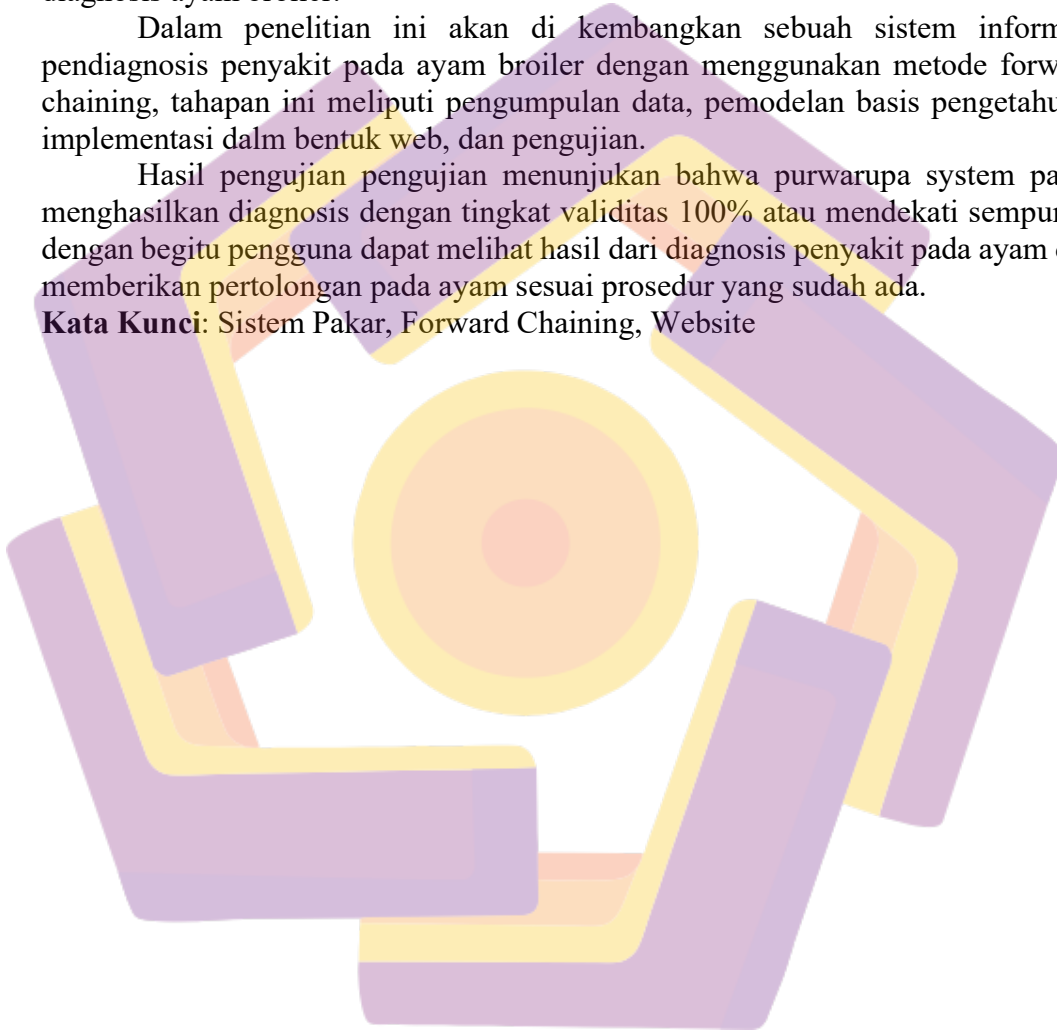 diagnosis ayam broiler.
Dalam penelitian ini akan di kembangkan sebuah sistem inform
pendiagnosis penyakit pada ayam broiler dengan menggunakan metode forw
chaining, tahapan ini meliputi pengumpulan data, pemodelan basis pengetahu
implementasi dalm bentuk web, dan pengujian.
Hasil pengujian pengujian menunjukan bahwa purwarupa system pa
menghasilkan diagnosis dengan tingkat validitas 100% atau mendekati sempur
dengan begitu pengguna dapat melihat hasil dari diagnosis penyakit pada ayam
memberikan pertolongan pada ayam sesuai prosedur yang sudah ada.
Kata Kunci: Sistem Pakar, Forward Chaining, Website